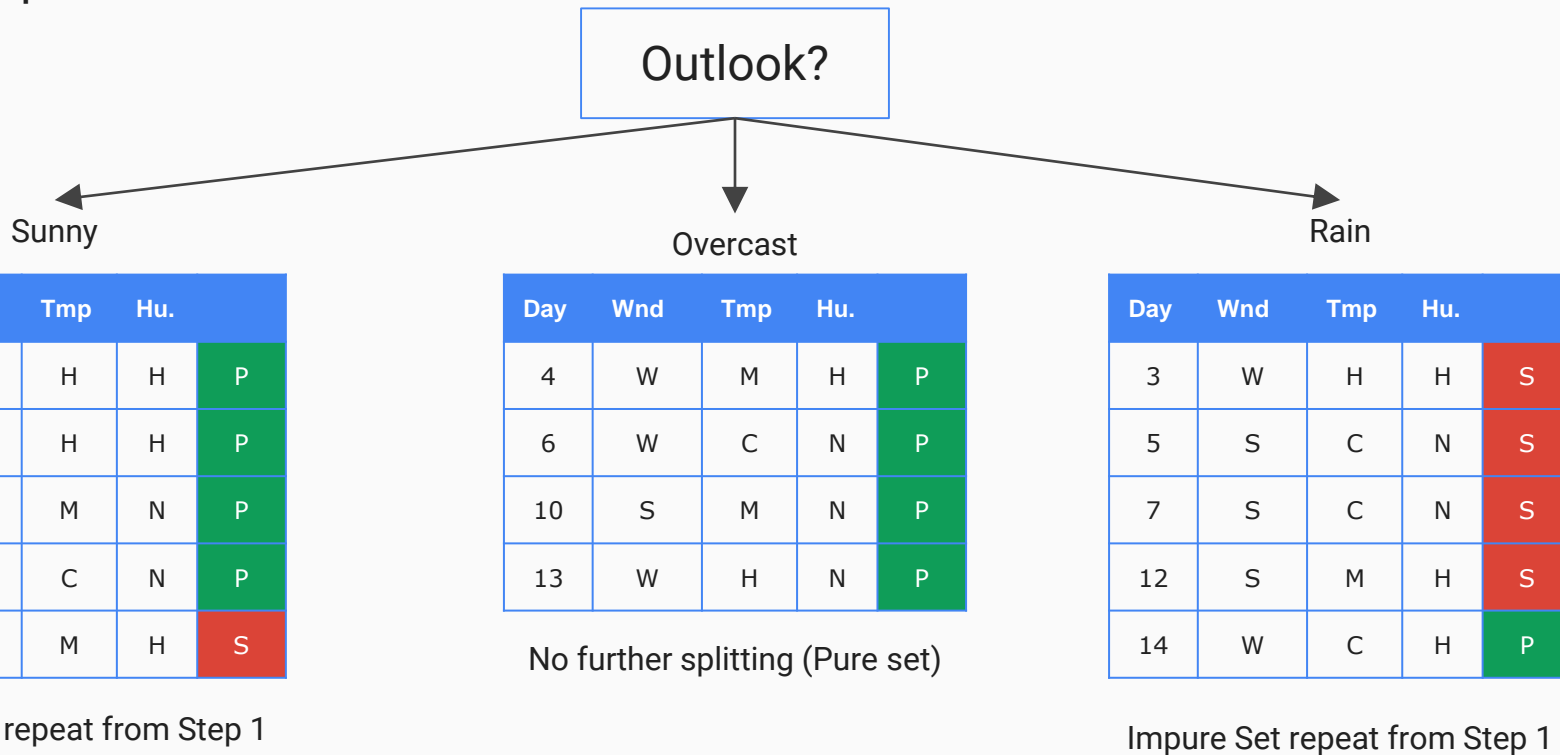 Outlook?
Sunny
Overcast
Rain
Tmp Hu.
H H P
H H P
M N P
C N P
M H S
repeat from Step 1
Day Wnd Tmp Hu.
4 W M H P
6 W C N P
10 S M N P
13 W H N P
No further splitting (Pure set)
Day Wnd Tmp Hu.
3 W H H S
5 S C N S
7 S C N S
12 S M H S
14 W C H P
Impure Set repeat from Step 1